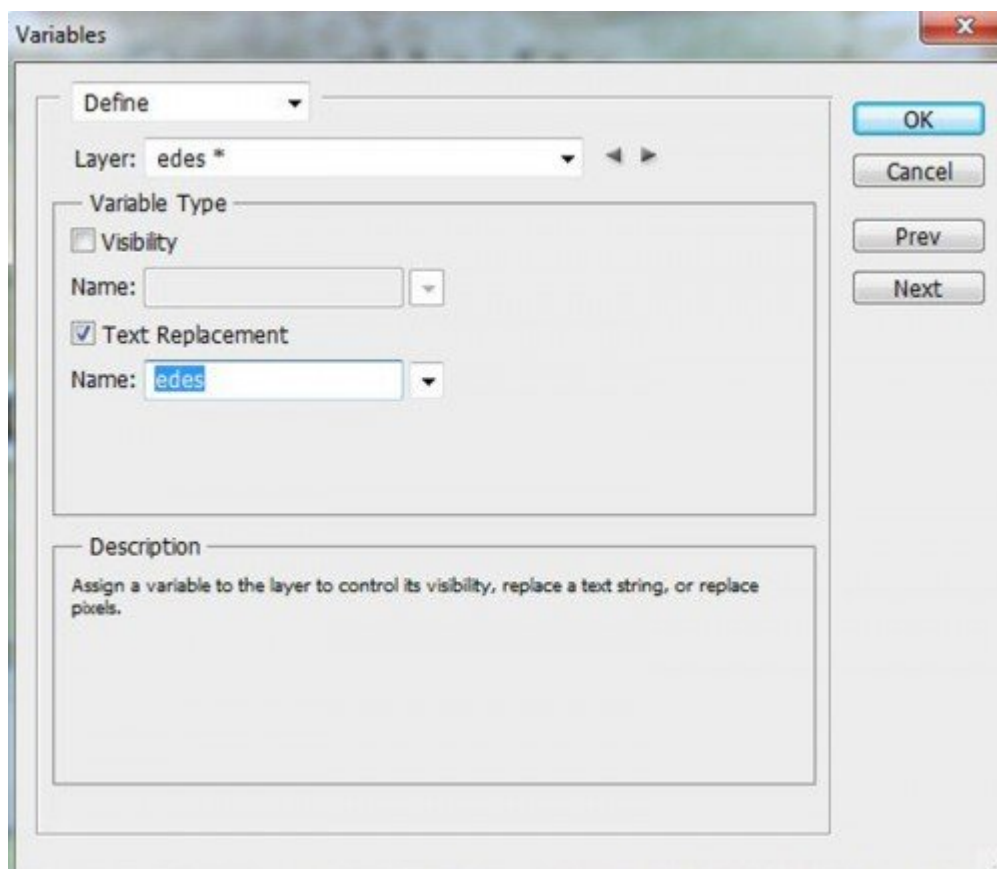 Variables
Define
OK
Layer: edes *
Cancel
Variable Type
Visibility
Prev
Name:
Next
Text Replacement
Name: edes
Description
Assign a variable to the layer to control its visibility, replace a text string, or replace
pixels.